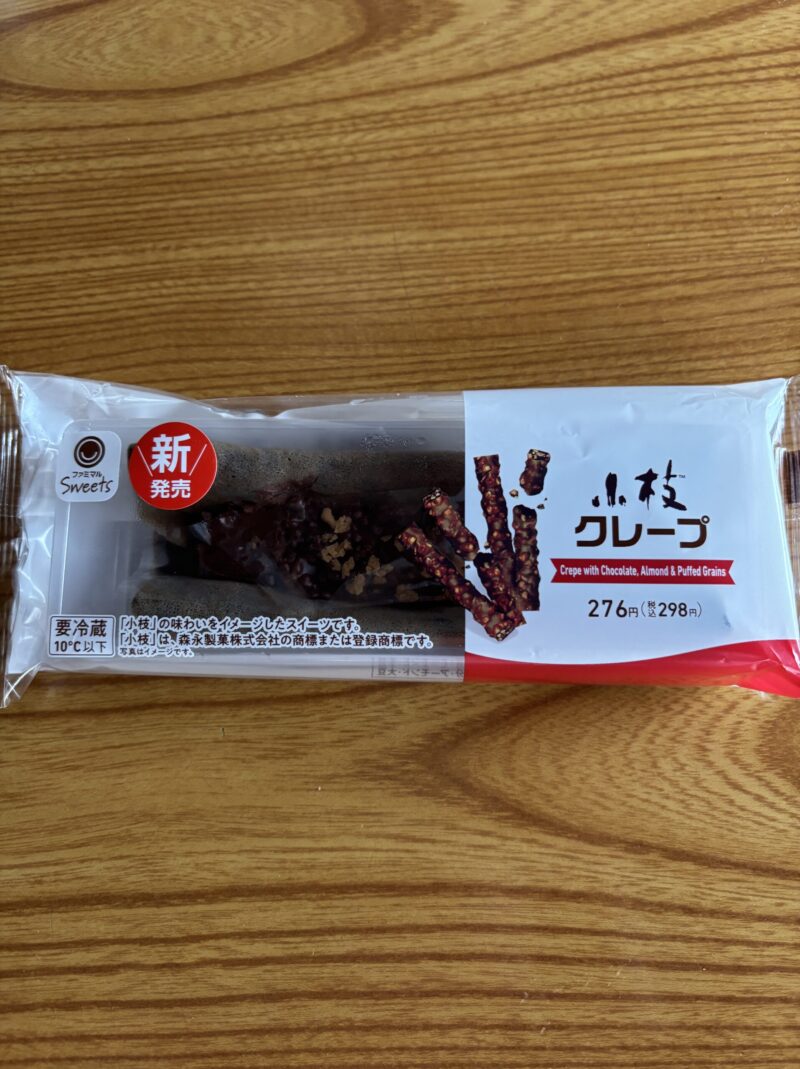 ファミマル
Sweets
新
発売
小枝™
クレープ
Crepe with Chocolate, Almond & Puffed Grains
276円(税込298円)
要冷蔵
10℃以下
「小枝」の味わいをイメージしたスイーツです。
「小枝」は、森永製菓株式会社の商標または登録商標です。
写真はイメージです。